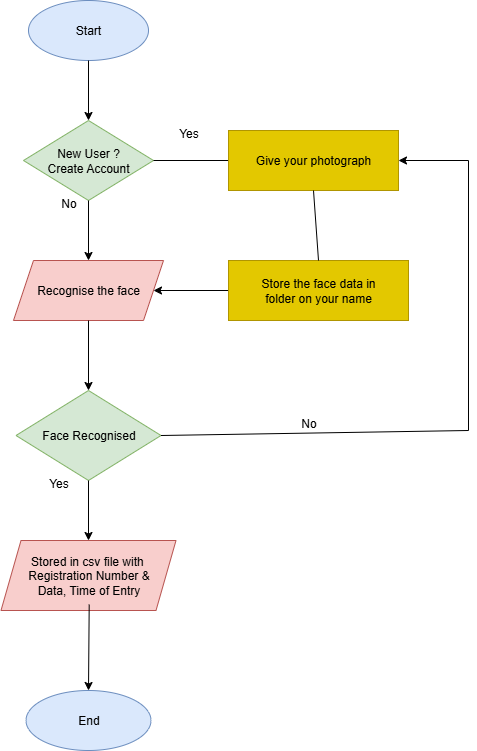 Start
New User ?
Create Account
Yes
Give your photograph
No
Recognise the face
Store the face data in
folder on your name
Face Recognised
No
Yes
Stored in csv file with
Registration Number &
Data, Time of Entry
End